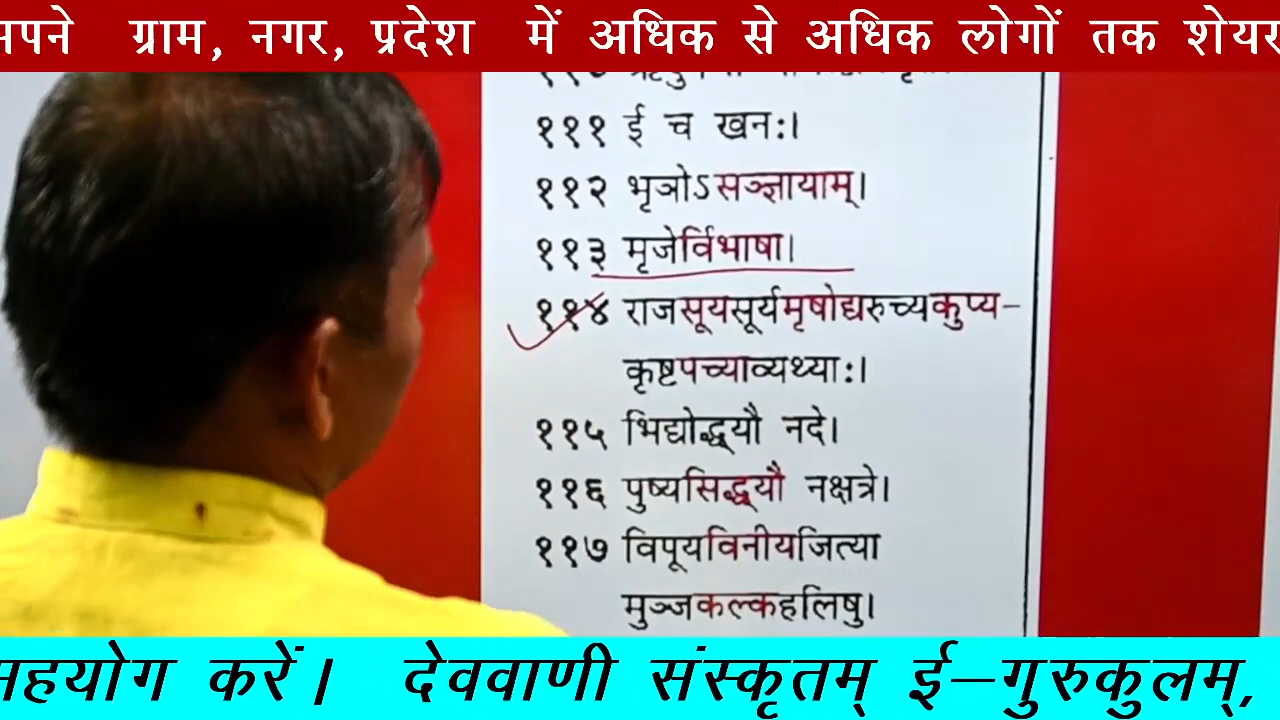 ग्राम, नगर, प्रदेश में अधिक से अधिक लोगों तक शेयर
१११ ई च खन:।
११२ भृञोऽसञ्ज्ञायाम्।
११३ मृजेर्विभाषा।
११४ राजसूयसूर्यमृषोद्यरुच्यकुप्य-
कृष्टपच्याव्यथ्या:।
११५ भिद्योद्ध्यौ नदे।
११६ पुष्यसिद्ध्यौ नक्षत्रे।
११७ विपूयविनीयजित्या
मुञ्जकल्कहलिषु।
सहयोग करें। देववाणी संस्कृतम् ई-गुरुकुलम्,